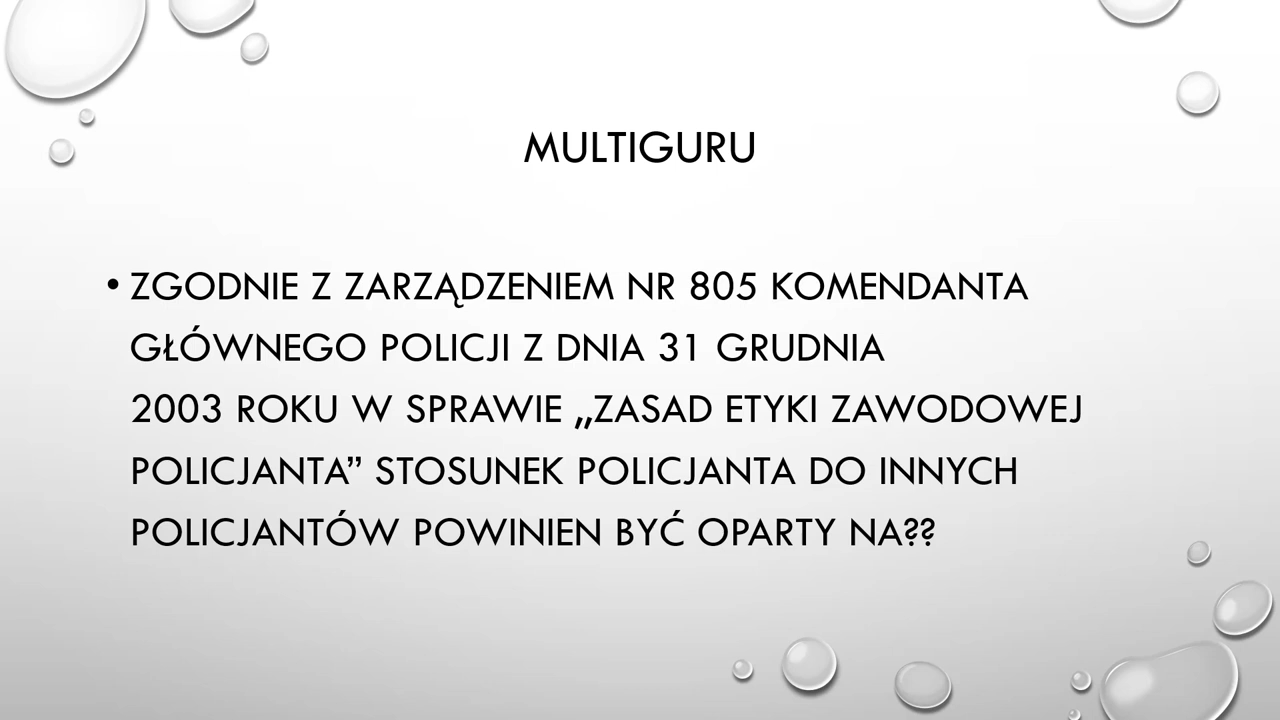 MULTIGURU
• ZGODNIE Z ZARZĄDZENIEM NR 805 KOMENDANTA
GŁÓWNEGO POLICJI Z DNIA 31 GRUDNIA
2003 ROKU W SPRAWIE ,,ZASAD ETYKI ZAWODOWEJ
POLICJANTA” STOSUNEK POLICJANTA DO INNYCH
POLICJANTÓW POWINIEN BYĆ OPARTY NA??